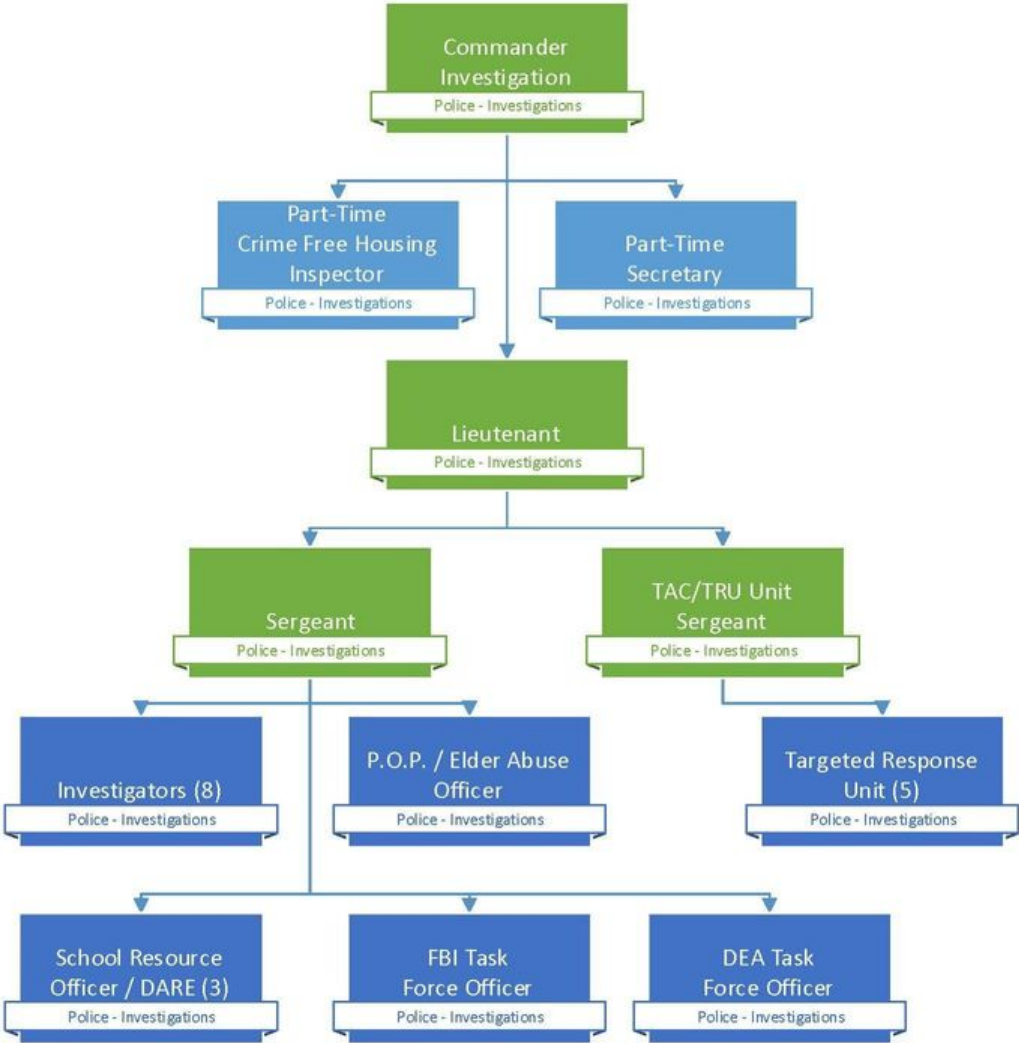 Commander
Investigation
Police - Investigations
Part-Time
Crime Free Housing
Inspector
Police - Investigations
Part-Time
Secretary
Police - Investigations
Lieutenant
Police - Investigations
Sergeant
Police - Investigations
TAC/TRU Unit
Sergeant
Police - Investigations
Investigators (8)
Police - Investigations
P.O.P. / Elder Abuse
Officer
Police - Investigations
Targeted Response
Unit (5)
Police - Investigations
School Resource
Officer / DARE (3)
Police - Investigations
FBI Task
Force Officer
Police - Investigations
DEA Task
Force Officer
Police - Investigations